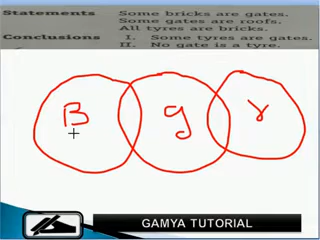 Statements Some bricks are gates.
Some gates are roofs.
All tyres are bricks.
Conclusions I. Some tyres are gates.
II. No gate is a tyre.
B g r
GAMYA TUTORIAL